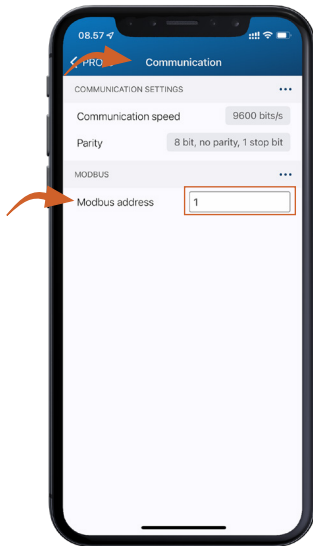 08.57
Communication
COMMUNICATION SETTINGS
Communication speed 9600 bits/s
Parity 8 bit, no parity, 1 stop bit
MODBUS
Modbus address 1